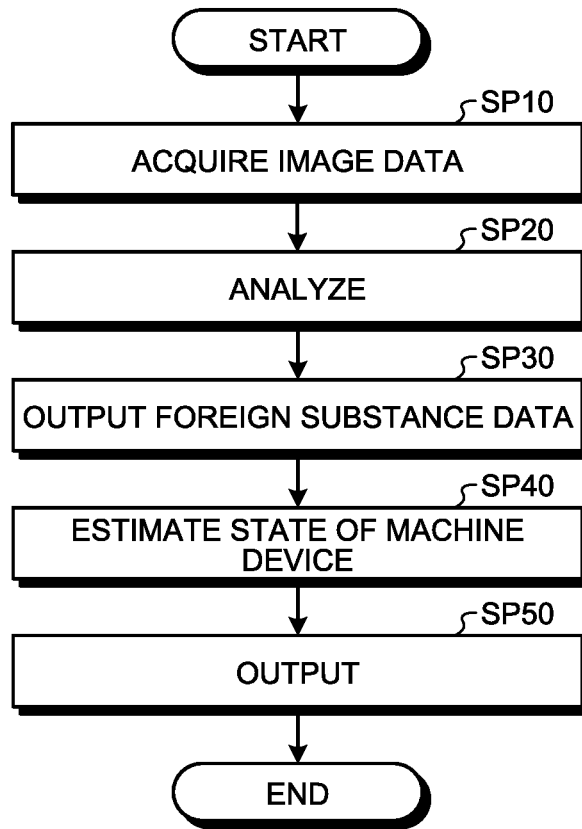 START
SP10
ACQUIRE IMAGE DATA
SP20
ANALYZE
SP30
OUTPUT FOREIGN SUBSTANCE DATA
SP40
ESTIMATE STATE OF MACHINE
DEVICE
SP50
OUTPUT
END